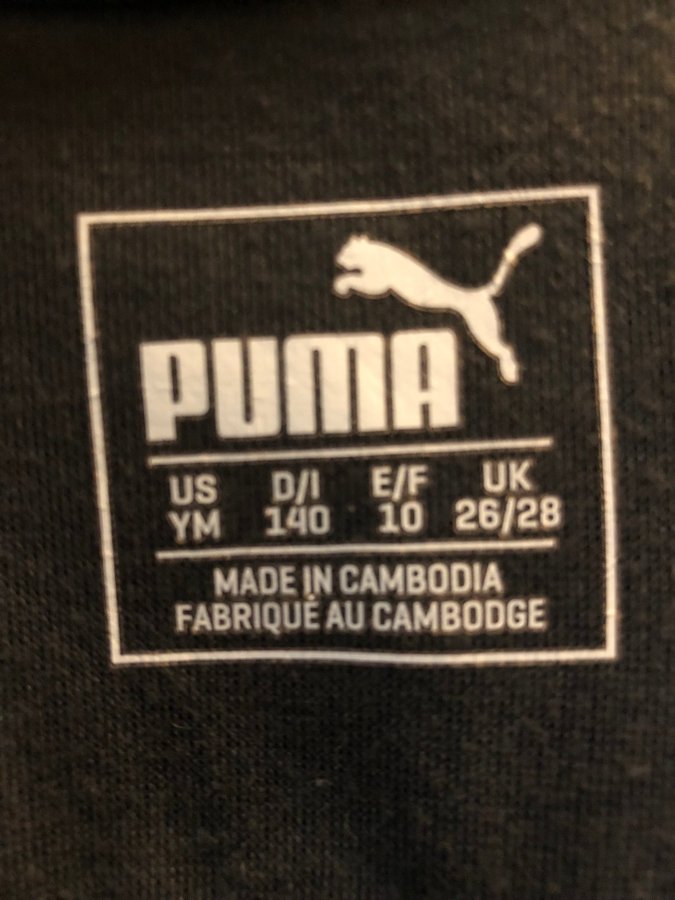 PUMA
US D/I E/F UK
YM 140 10 26/28
MADE IN CAMBODIA
FABRIQUÉ AU CAMBODGE